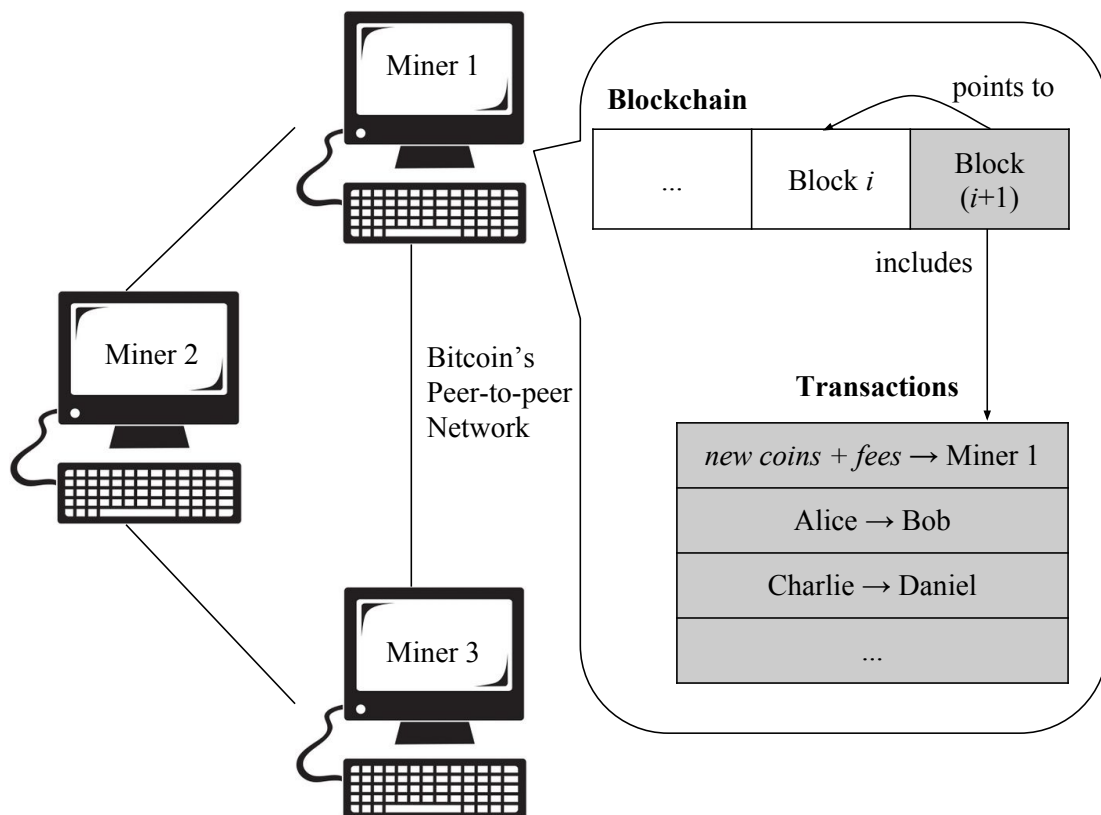 Miner 1
Miner 2
Bitcoin’s
Peer-to-peer
Network
Miner 3
Blockchain
points to
...
Block i
Block
(i+1)
includes
Transactions
new coins + fees → Miner 1
Alice → Bob
Charlie → Daniel
...